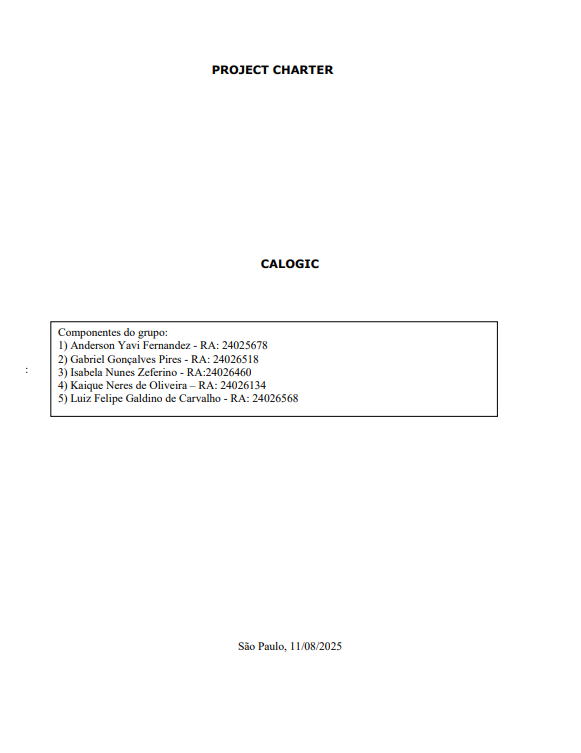 PROJECT CHARTER
CALOGIC
Componentes do grupo:
1) Anderson Yavi Fernandez - RA: 24025678
2) Gabriel Gonçalves Pires - RA: 24026518
3) Isabela Nunes Zeferino - RA:24026460
4) Kaique Neres de Oliveira – RA: 24026134
5) Luiz Felipe Galdino de Carvalho - RA: 24026568
:
São Paulo, 11/08/2025